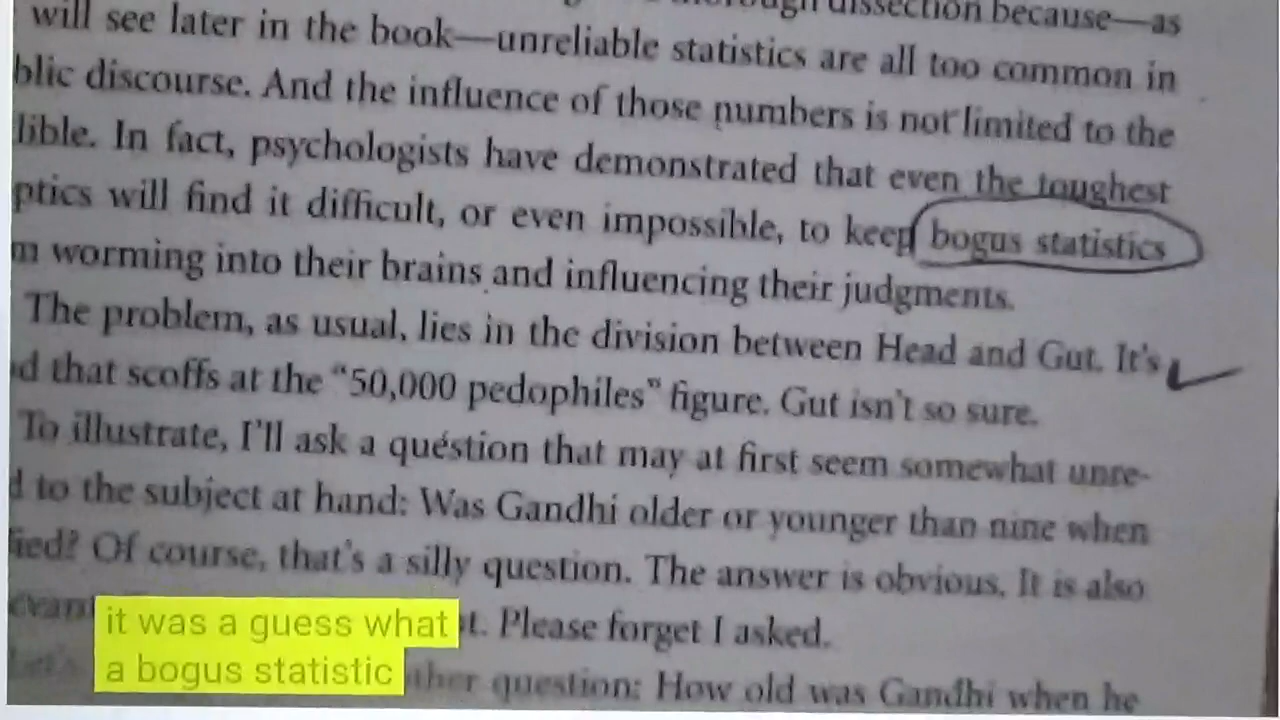 thorough dissection because—as
will see later in the book—unreliable statistics are all too common in
blic discourse. And the influence of those numbers is not limited to the
lible. In fact, psychologists have demonstrated that even the toughest
ptics will find it difficult, or even impossible, to keep bogus statistics
m worming into their brains and influencing their judgments.
The problem, as usual, lies in the division between Head and Gut. It's
d that scoffs at the “50,000 pedophiles” figure. Gut isn't so sure.
To illustrate, I'll ask a question that may at first seem somewhat unre-
d to the subject at hand: Was Gandhi older or younger than nine when
ied? Of course, that's a silly question. The answer is obvious. It is also
t. Please forget I asked.
it was a guess what
a bogus statistic
question: How old was Gandhi when he